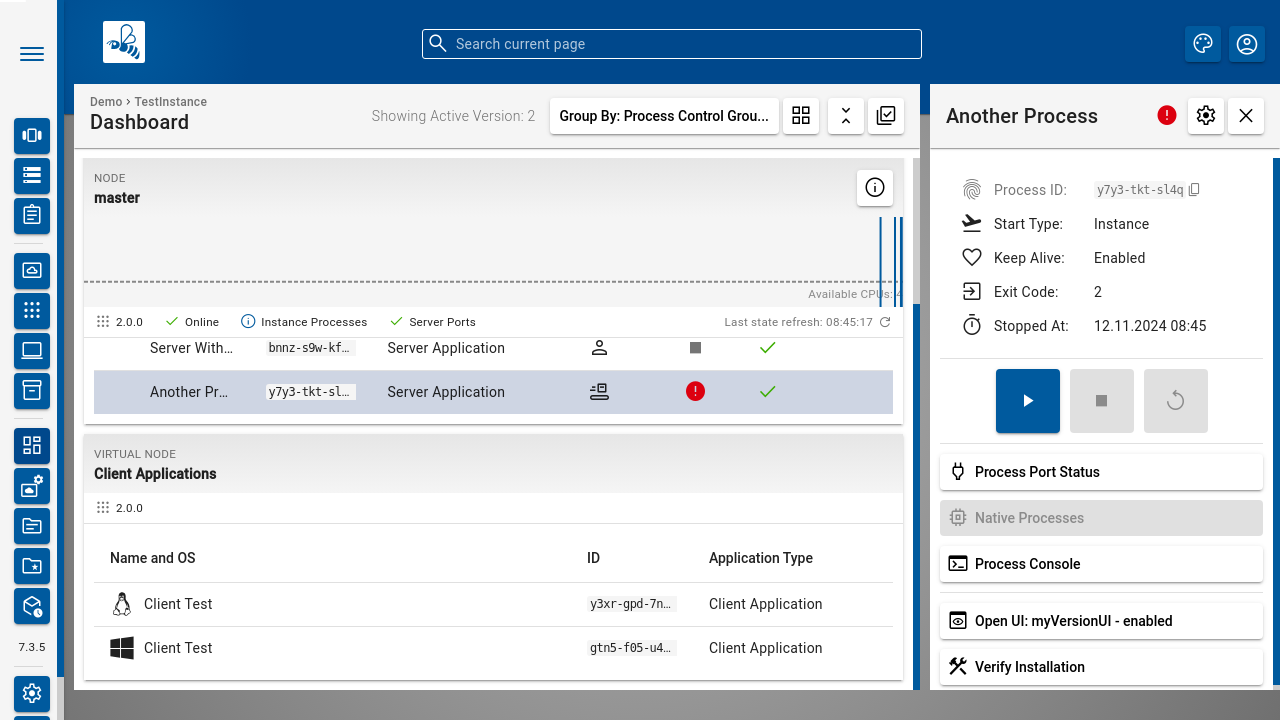 Search current page
Demo > TestInstance
Dashboard
Showing Active Version: 2
Group By: Process Control Grou...
NODE
master
Available CPUs: 4
2.0.0
Online
Instance Processes
Server Ports
Last state refresh: 08:45:17
Server With… bnnz-s9w-kf… Server Application
Another Pr… y7y3-tkt-sl… Server Application
VIRTUAL NODE
Client Applications
2.0.0
Name and OS ID Application Type
Client Test y3xr-gpd-7n… Client Application
Client Test gtn5-f05-u4… Client Application
7.3.5
Another Process
Process ID: y7y3-tkt-sl4q
Start Type: Instance
Keep Alive: Enabled
Exit Code: 2
Stopped At: 12.11.2024 08:45
Process Port Status
Native Processes
Process Console
Open UI: myVersionUI - enabled
Verify Installation